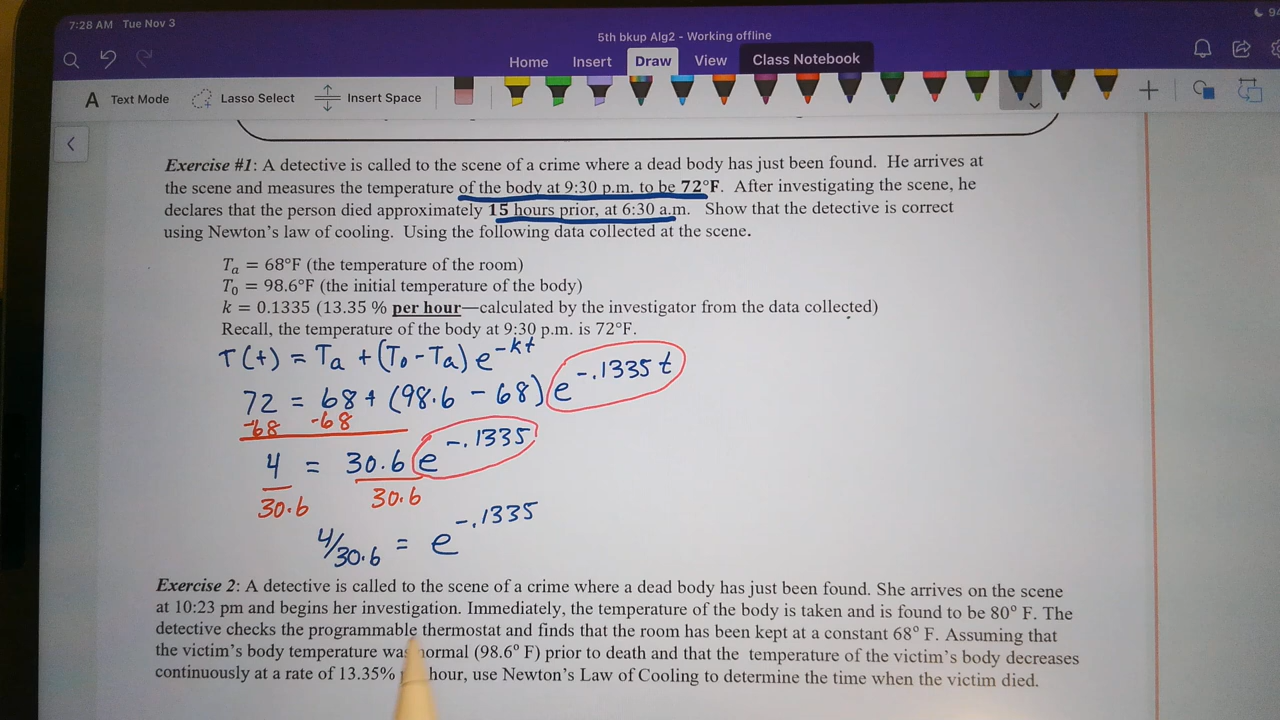 7:28 AM Tue Nov 3
5th bkup Alg2 - Working offline
Home Insert Draw View Class Notebook
A Text Mode Lasso Select Insert Space
Exercise #1: A detective is called to the scene of a crime where a dead body has just been found. He arrives at
the scene and measures the temperature of the body at 9:30 p.m. to be 72°F. After investigating the scene, he
declares that the person died approximately 15 hours prior, at 6:30 a.m. Show that the detective is correct
using Newton's law of cooling. Using the following data collected at the scene.
Tₐ = 68°F (the temperature of the room)
T₀ = 98.6°F (the initial temperature of the body)
k = 0.1335 (13.35 % per hour—calculated by the investigator from the data collected)
Recall, the temperature of the body at 9:30 p.m. is 72°F.
T(t) = Ta + (To - Ta) e^-kt
72 = 68 + (98.6 - 68) e^-.1335t
-68 -68
4 = 30.6 e^-.1335
30.6 30.6
4/30.6 = e^-.1335
Exercise 2: A detective is called to the scene of a crime where a dead body has just been found. She arrives on the scene
at 10:23 pm and begins her investigation. Immediately, the temperature of the body is taken and is found to be 80° F. The
detective checks the programmable thermostat and finds that the room has been kept at a constant 68° F. Assuming that
the victim's body temperature was normal (98.6° F) prior to death and that the temperature of the victim's body decreases
continuously at a rate of 13.35% hour, use Newton's Law of Cooling to determine the time when the victim died.